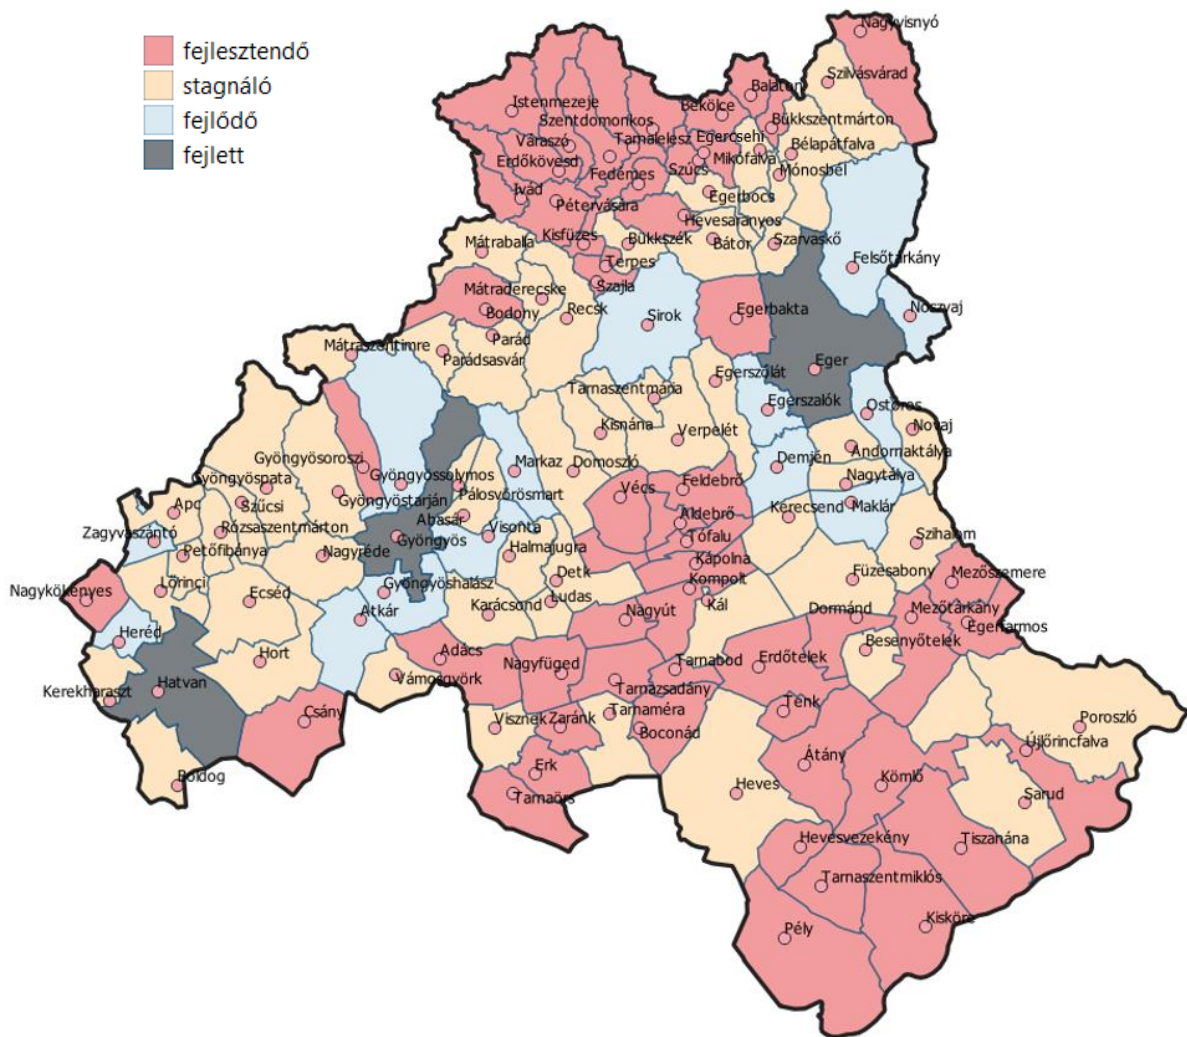 fejlesztendő
stagnáló
fejlődő
fejlett
Nagyvisnyó
Szilvásvárad
Balaton
Bekölce
Istenmezeje
Szentdomonkos
Bükkszentmárton
Váraszó
Tarnalelesz
Egercsehi
Bélapátfalva
Erdőkövesd
Szúcs
Mikófalva
Mónosbél
Fedémes
Ivád
Egerbocs
Pétervására
Hevesaranyos
Kisfüzes
Bükkszék
Bátor
Szarvaskő
Mátraballa
Terpes
Felsőtárkány
Szajla
Mátraderecske
Bodony
Recsk
Sirok
Egerbakta
Noszvaj
Parád
Mátraszentimre
Parádsasvár
Eger
Egerszólát
Tarnaszentmária
Egerszalók
Ostoros
Kisnána
Verpelét
Novaj
Andornaktálya
Gyöngyösoroszi
Markaz
Domoszló
Demjén
Gyöngyöspata
Gyöngyössolymos
Nagytálya
Gyöngyöstarján
Pálosvörösmart
Vécs
Feldebrő
Apc
Szűcsi
Maklár
Abasár
Aldebrő
Kerecsend
Zagyvaszántó
Rózsaszentmárton
Visonta
Gyöngyös
Tófalu
Szihalom
Petőfibánya
Nagyréde
Halmajugra
Kápolna
Detk
Kompolt
Füzesabony
Mezőszemere
Nagykökényes
Lőrinci
Gyöngyöshalász
Ecséd
Ludas
Kál
Atkár
Karácsond
Nagyút
Dormánd
Mezőtárkány
Egerfarmos
Heréd
Besenyőtelek
Hort
Adács
Nagyfüged
Tarnabod
Erdőtelek
Vámosgyörk
Tarnazsadány
Kerekharaszt
Hatvan
Tenk
Csány
Visznek
Zaránk
Tarnaméra
Boconád
Poroszló
Újlőrincfalva
Átány
Erk
Kömlő
Boldog
Tarnaörs
Heves
Sarud
Hevesvezekény
Tiszanána
Tarnaszentmiklós
Pély
Kisköre